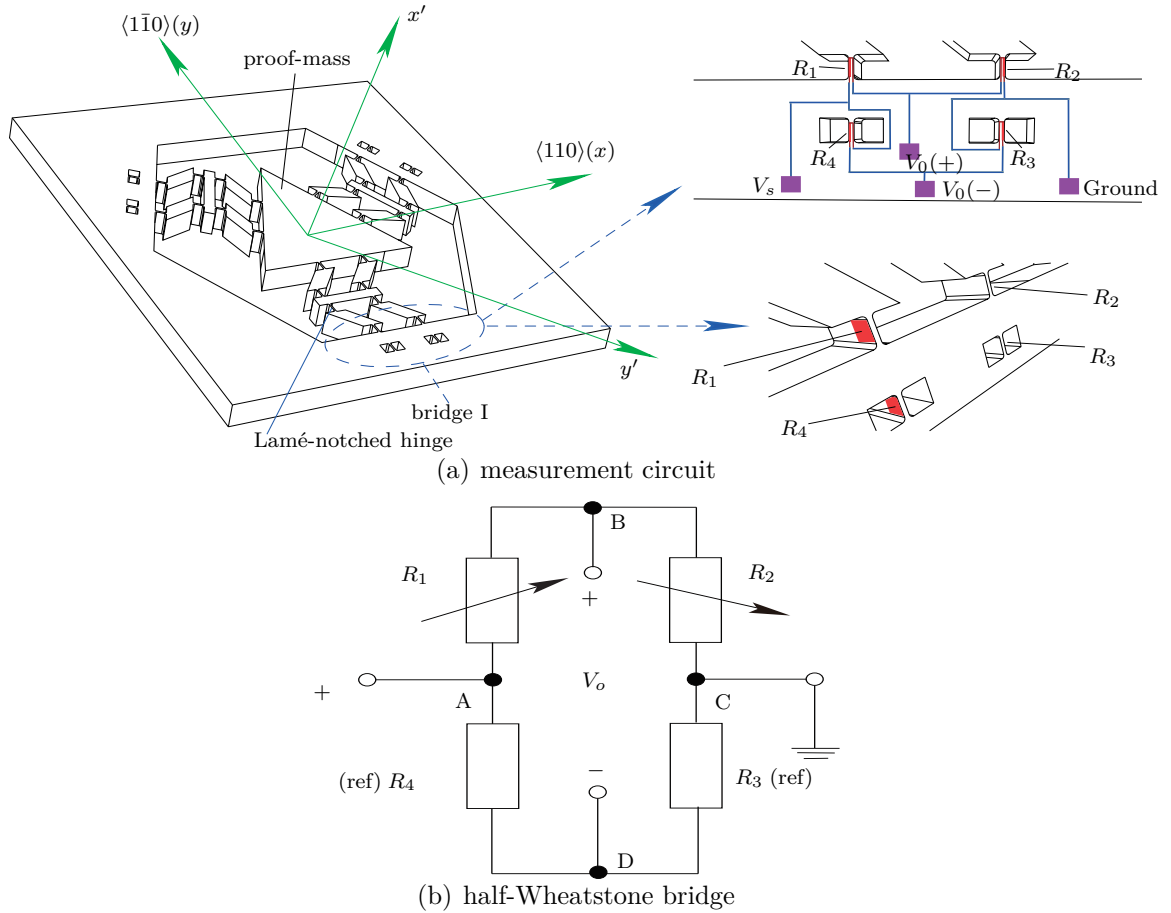 ⟨11̄0⟩(y)
x′
proof-mass
⟨110⟩(x)
y′
bridge I
Lamé-notched hinge
R1
R2
R4
R3
V0(+)
Vs
V0(−)
Ground
R2
R3
R1
R4
(a) measurement circuit
B
R1
R2
+
+
A
Vo
C
(ref) R4
−
R3 (ref)
D
(b) half-Wheatstone bridge